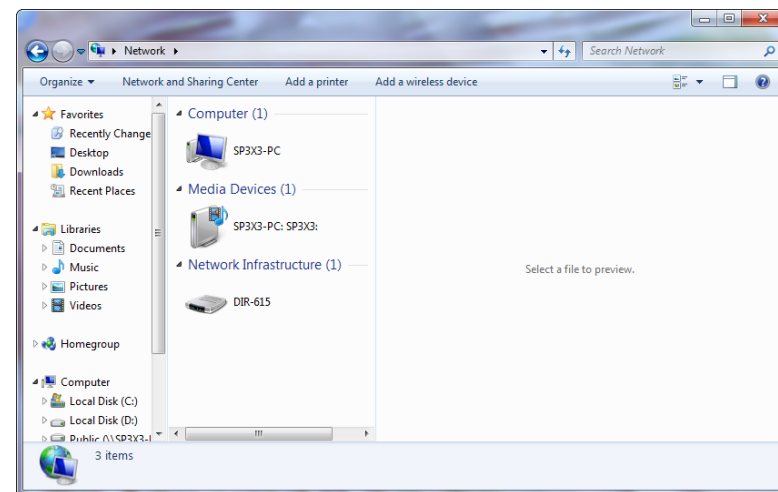 Network
Search Network
Organize
Network and Sharing Center
Add a printer
Add a wireless device
Favorites
Recently Change
Desktop
Downloads
Recent Places
Libraries
Documents
Music
Pictures
Videos
Homegroup
Computer
Local Disk (C:)
Local Disk (D:)
Public (\\SP3X3-
Computer (1)
SP3X3-PC
Media Devices (1)
SP3X3-PC: SP3X3:
Network Infrastructure (1)
DIR-615
Select a file to preview.
3 items